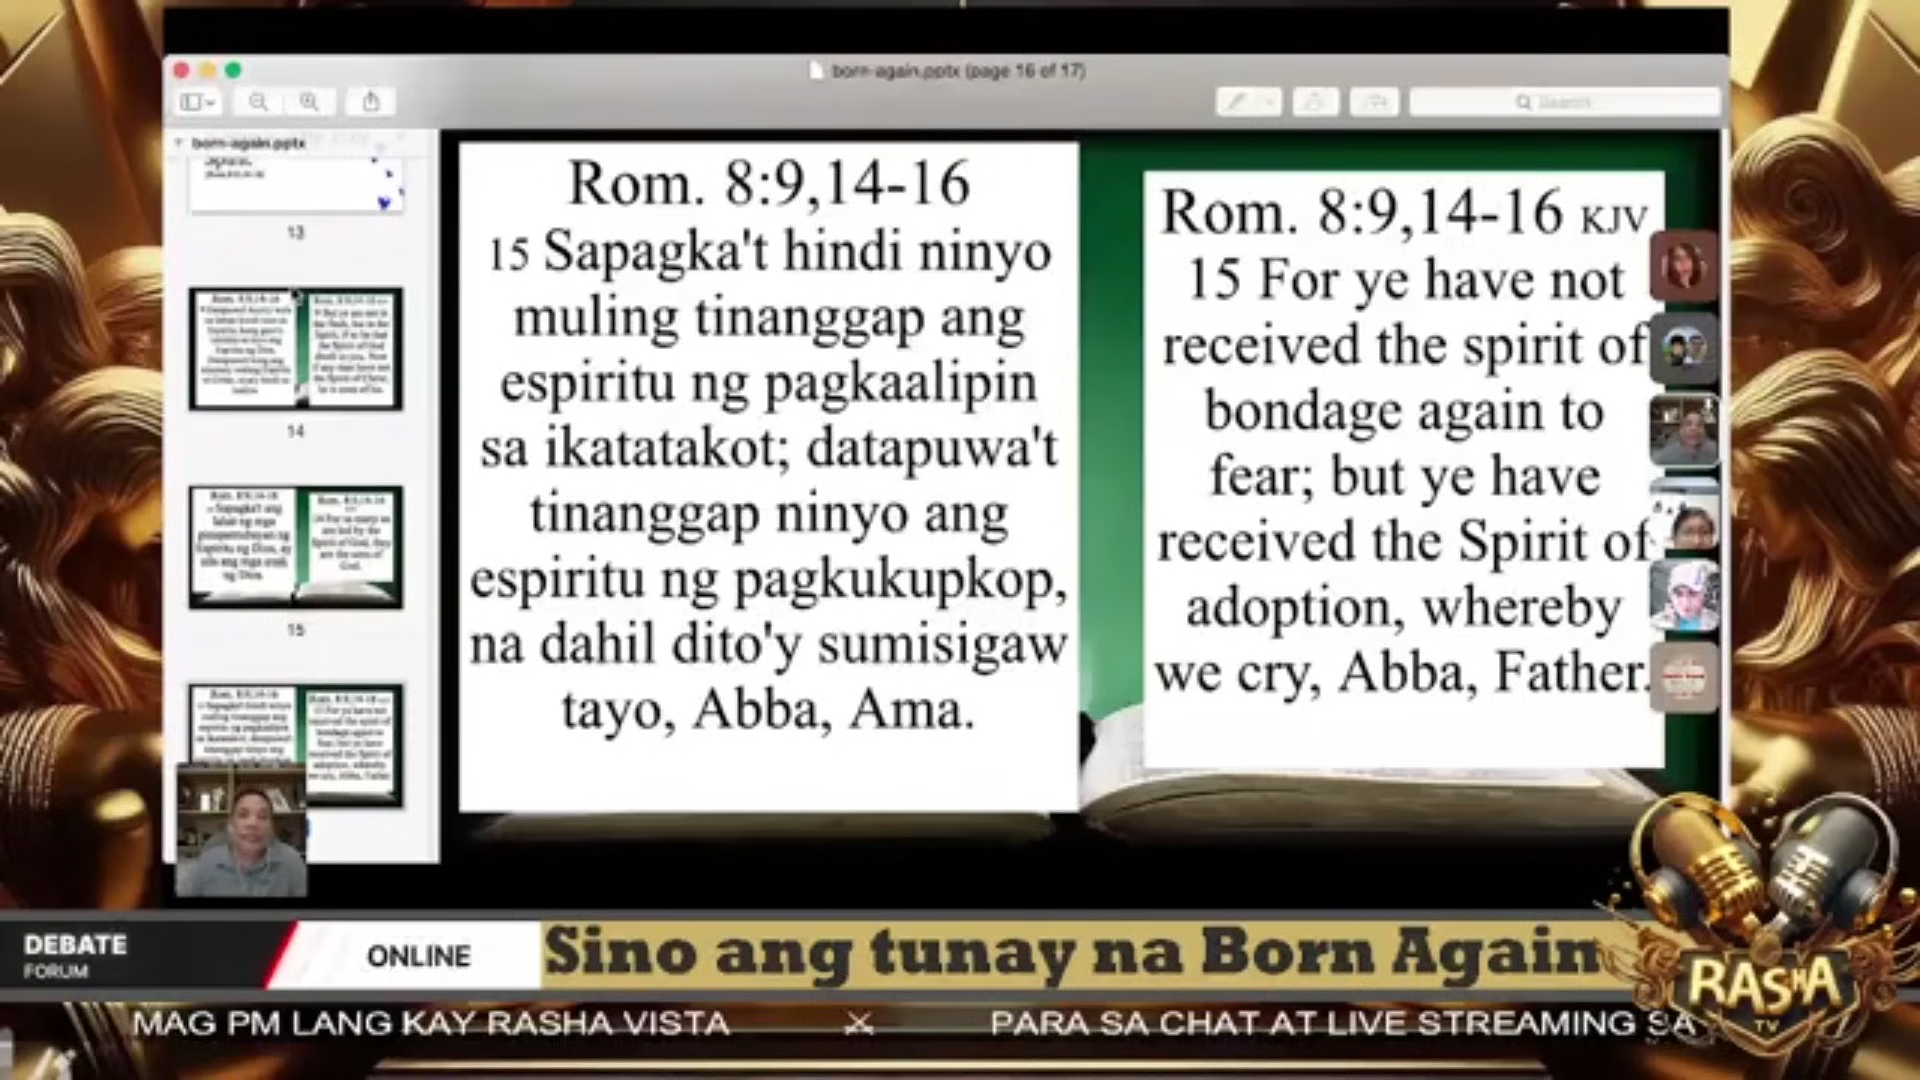 born-again.pptx (page 16 of 17)
Search
born-again.pptx
13
14
15
Rom. 8:9,14-16
15 Sapagka't hindi ninyo
muling tinanggap ang
espiritu ng pagkaalipin
sa ikatatakot; datapuwa't
tinanggap ninyo ang
espiritu ng pagkukupkop,
na dahil dito'y sumisigaw
tayo, Abba, Ama.
Rom. 8:9,14-16 KJV
15 For ye have not
received the spirit of
bondage again to
fear; but ye have
received the Spirit of
adoption, whereby
we cry, Abba, Father.
DEBATE
FORUM
ONLINE
Sino ang tunay na Born Again
RASHA
TV
MAG PM LANG KAY RASHA VISTA
PARA SA CHAT AT LIVE STREAMING SA